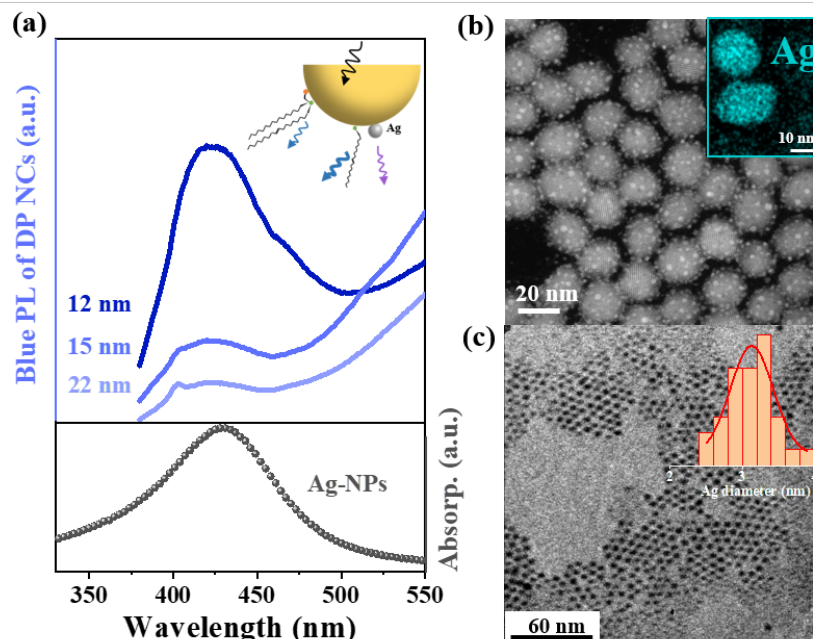 (a)
Blue PL of DP NCs (a.u.)
Ag
12 nm
15 nm
22 nm
Ag-NPs
Absorp. (a.u.)
350 400 450 500 550
Wavelength (nm)
(b)
Ag
10 nm
20 nm
(c)
2 3 4
Ag diameter (nm)
60 nm